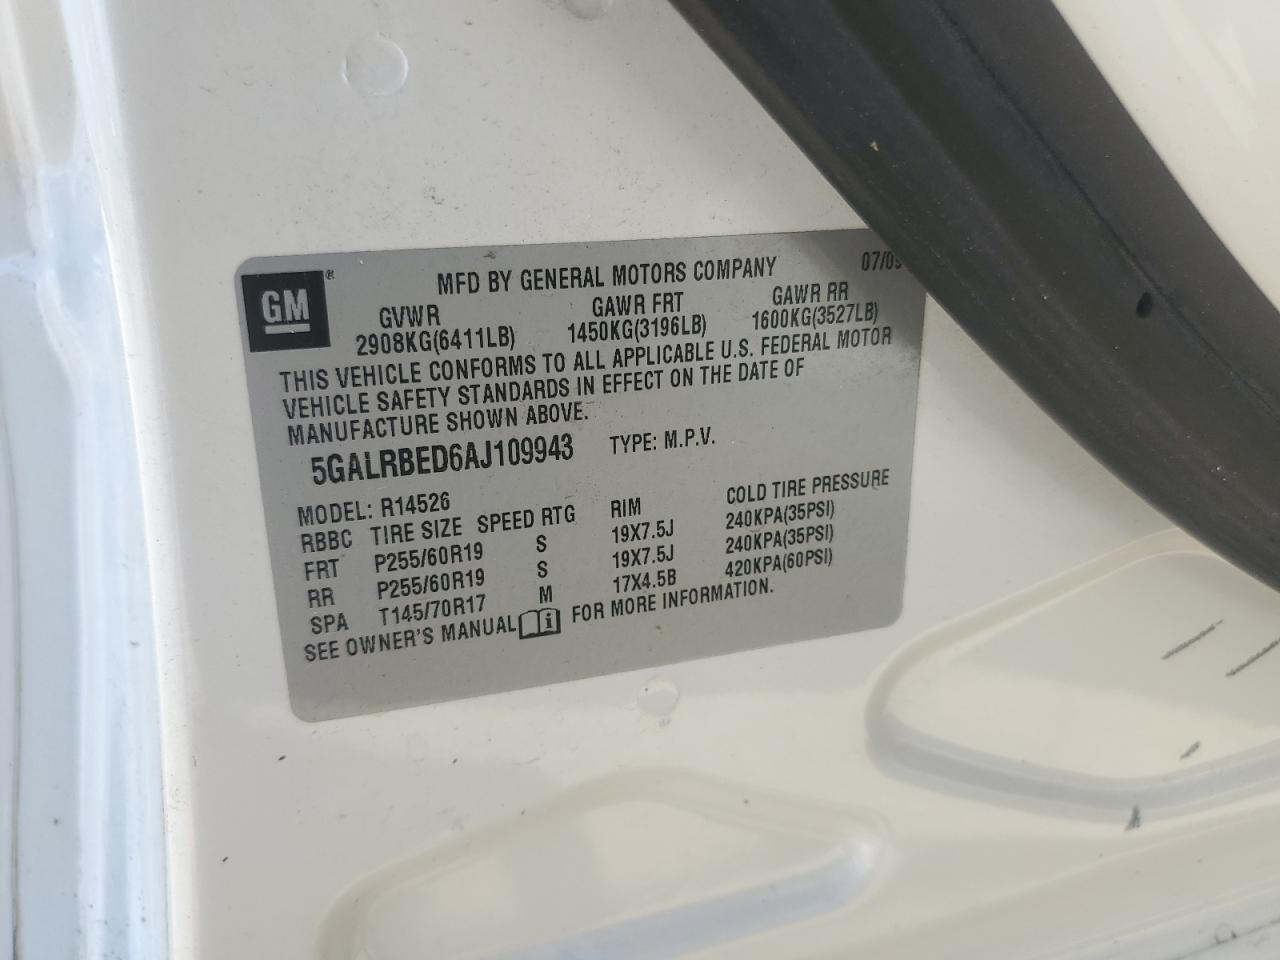 GM ®
MFD BY GENERAL MOTORS COMPANY 07/09
GVWR GAWR FRT GAWR RR
2908KG(6411LB) 1450KG(3196LB) 1600KG(3527LB)
THIS VEHICLE CONFORMS TO ALL APPLICABLE U.S. FEDERAL MOTOR
VEHICLE SAFETY STANDARDS IN EFFECT ON THE DATE OF
MANUFACTURE SHOWN ABOVE.
5GALRBED6AJ109943 TYPE: M.P.V.
MODEL: R14526
RBBC TIRE SIZE SPEED RTG RIM COLD TIRE PRESSURE
FRT P255/60R19 S 19X7.5J 240KPA(35PSI)
RR P255/60R19 S 19X7.5J 240KPA(35PSI)
SPA T145/70R17 M 17X4.5B 420KPA(60PSI)
SEE OWNER'S MANUAL i FOR MORE INFORMATION.